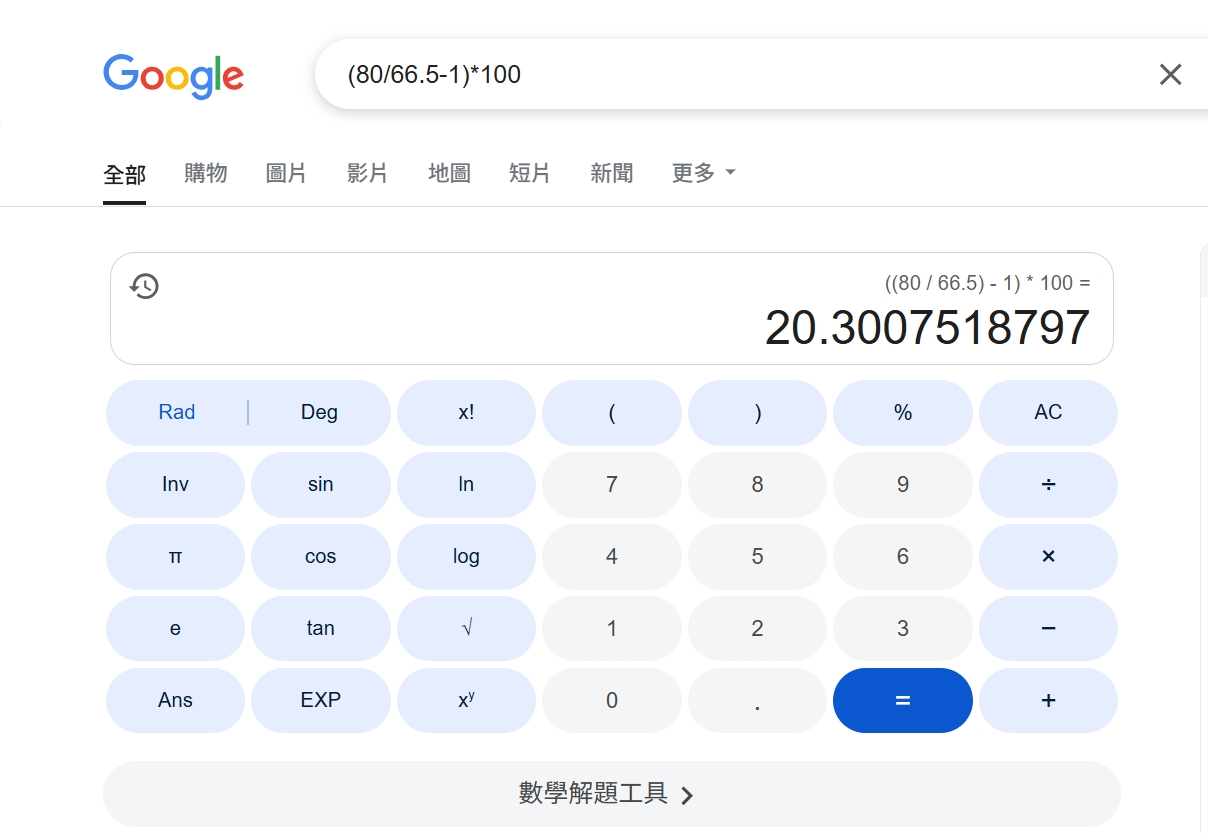 Google
(80/66.5-1)*100
全部 購物 圖片 影片 地圖 短片 新聞 更多
((80 / 66.5) - 1) * 100 =
20.3007518797
Rad Deg x! ( ) % AC
Inv sin ln 7 8 9 ÷
π cos log 4 5 6 ×
e tan √ 1 2 3 −
Ans EXP xʸ 0 . = +
數學解題工具